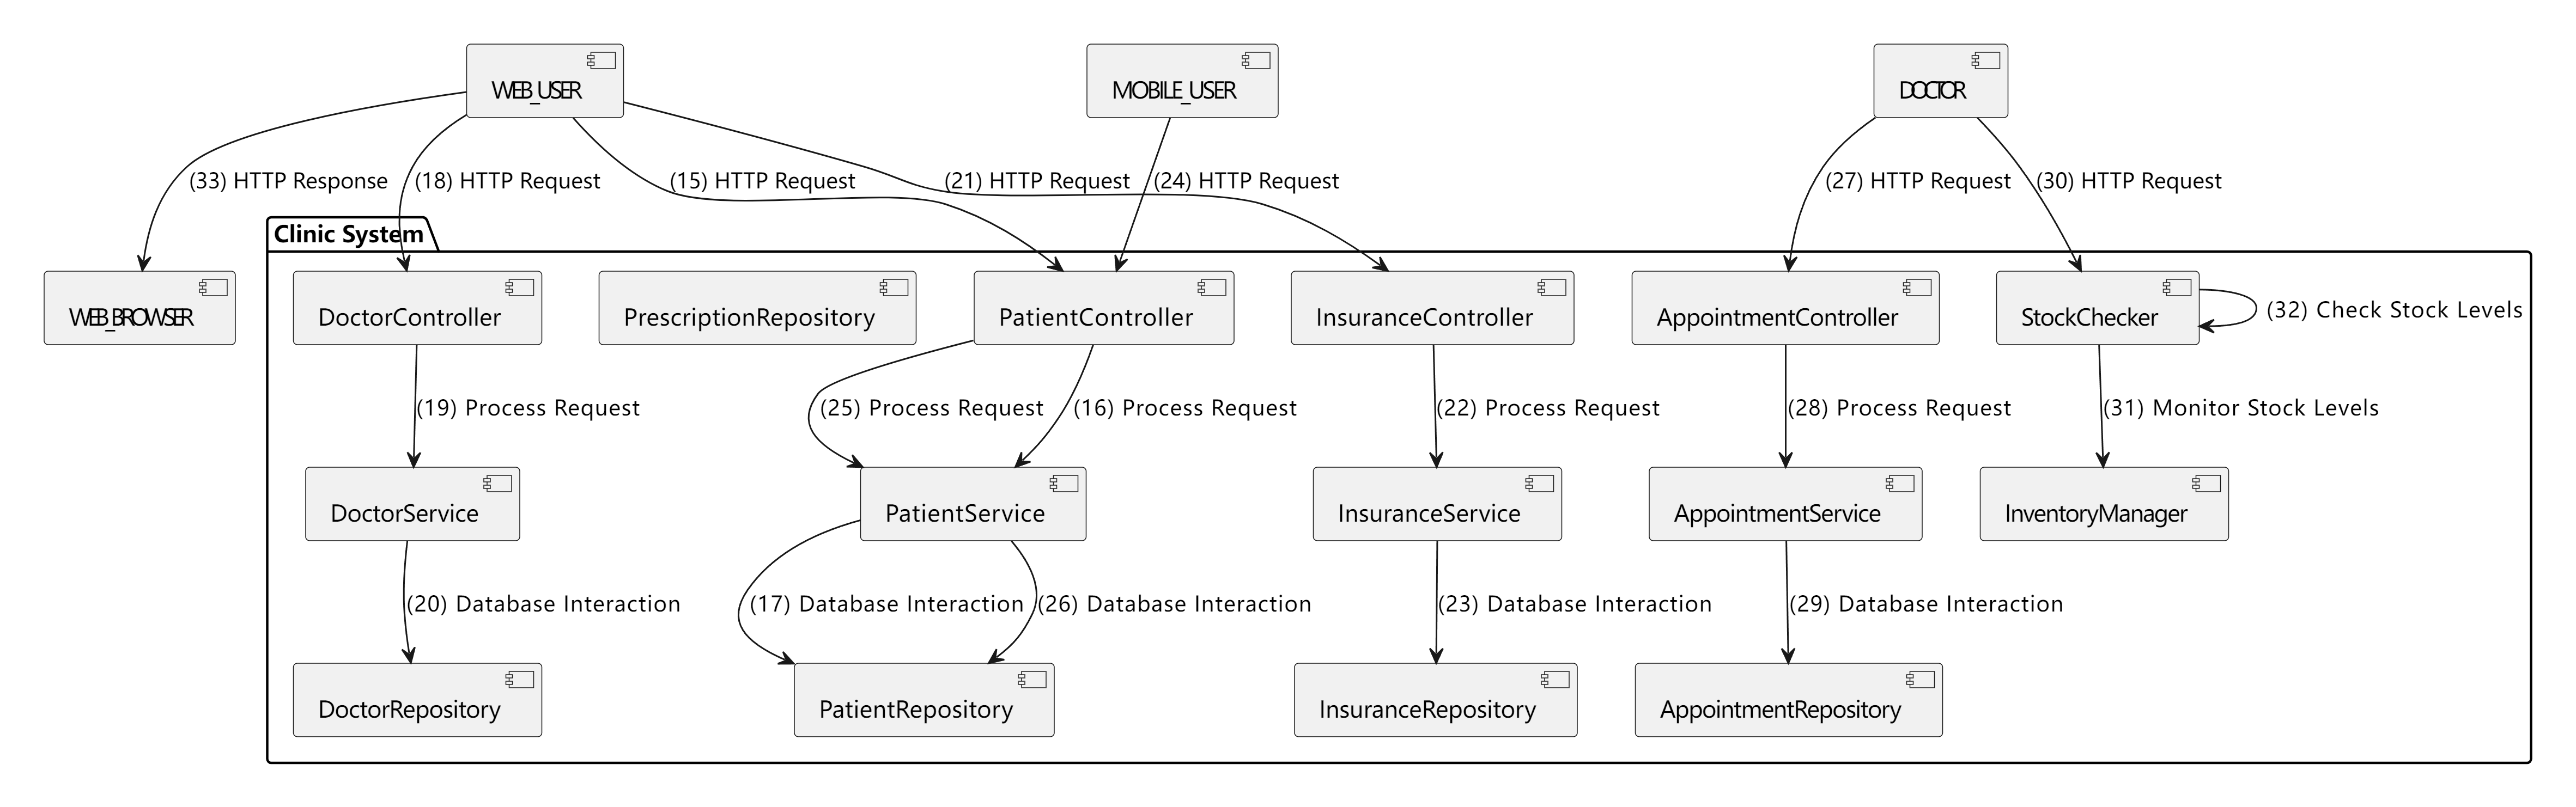 WEB_USER
MOBILE_USER
DOCTOR
(33) HTTP Response
(18) HTTP Request
(15) HTTP Request
(21) HTTP Request
(24) HTTP Request
(27) HTTP Request
(30) HTTP Request
Clinic System
WEB_BROWSER
DoctorController
PrescriptionRepository
PatientController
InsuranceController
AppointmentController
StockChecker
(32) Check Stock Levels
(19) Process Request
(25) Process Request
(16) Process Request
(22) Process Request
(28) Process Request
(31) Monitor Stock Levels
DoctorService
PatientService
InsuranceService
AppointmentService
InventoryManager
(20) Database Interaction
(17) Database Interaction
(26) Database Interaction
(23) Database Interaction
(29) Database Interaction
DoctorRepository
PatientRepository
InsuranceRepository
AppointmentRepository